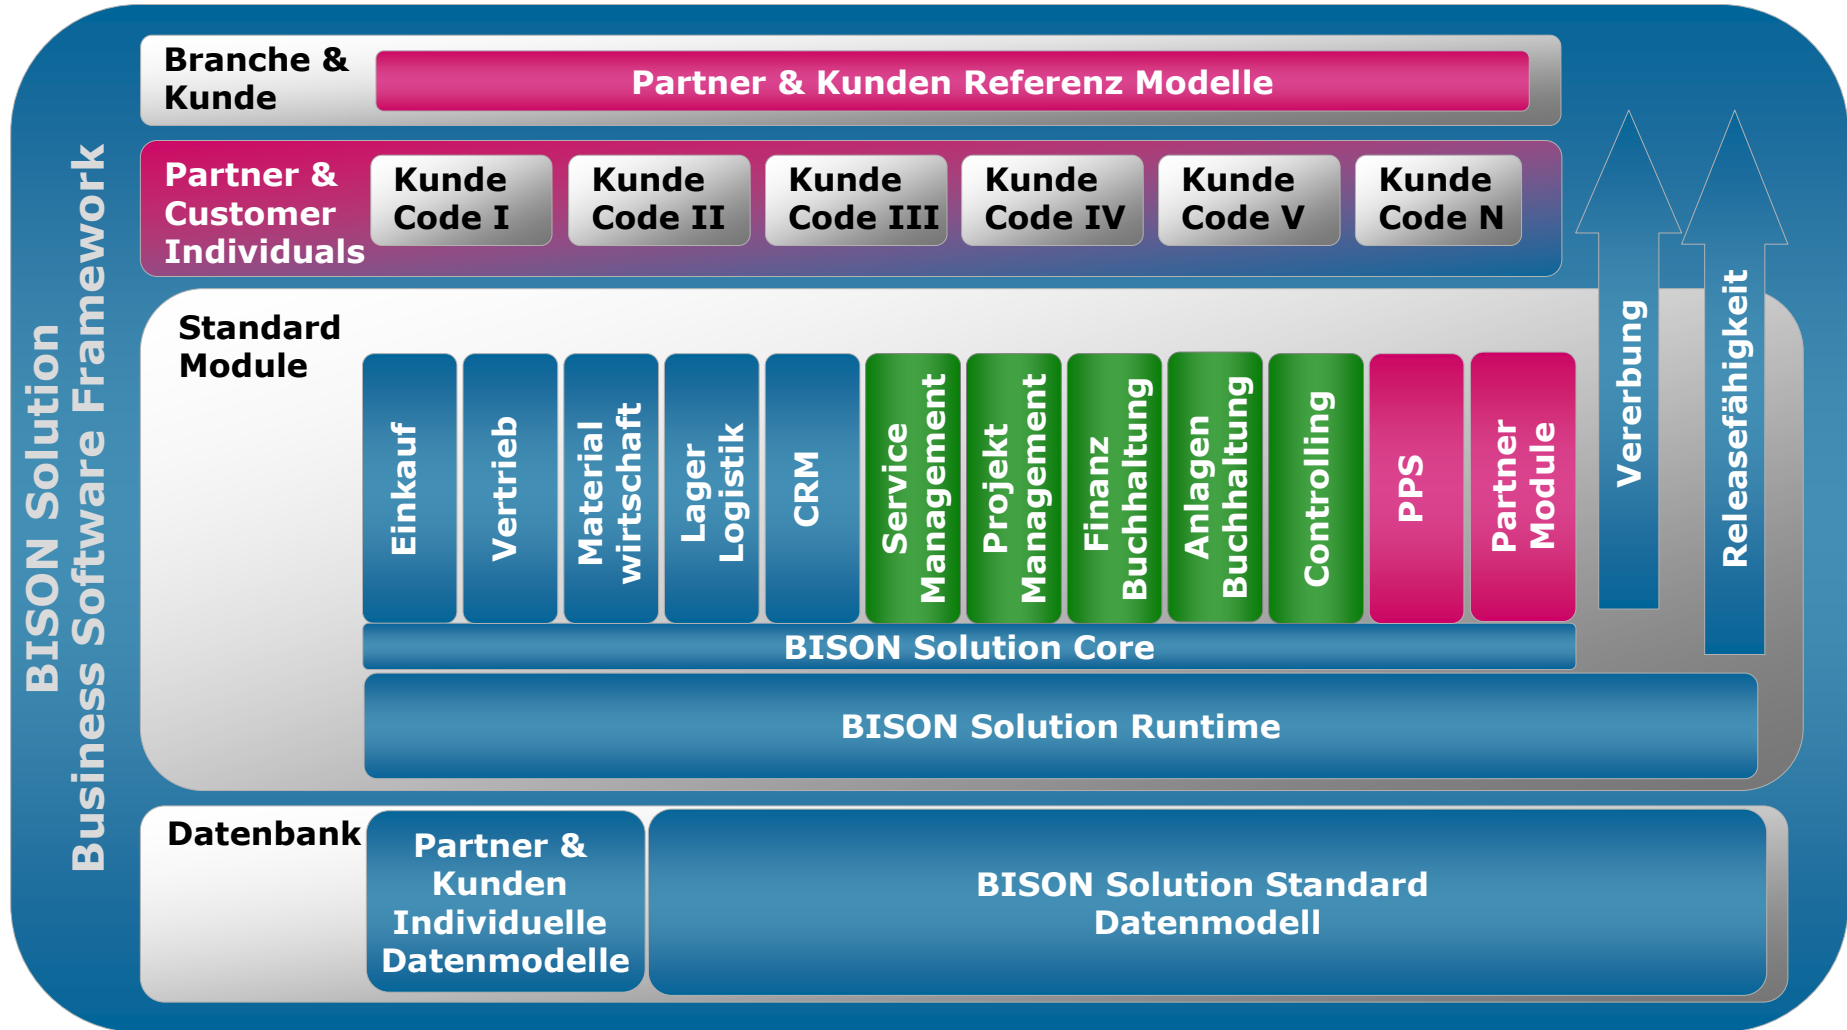 BISON Solution
Business Software Framework
Branche &
Kunde
Partner & Kunden Referenz Modelle
Partner &
Customer
Individuals
Kunde
Code I
Kunde
Code II
Kunde
Code III
Kunde
Code IV
Kunde
Code V
Kunde
Code N
Standard
Module
Einkauf
Vertrieb
Material
wirtschaft
Lager
Logistik
CRM
Service
Management
Projekt
Management
Finanz
Buchhaltung
Anlagen
Buchhaltung
Controlling
PPS
Partner
Module
Vererbung
Releasefähigkeit
BISON Solution Core
BISON Solution Runtime
Datenbank
Partner &
Kunden
Individuelle
Datenmodelle
BISON Solution Standard
Datenmodell